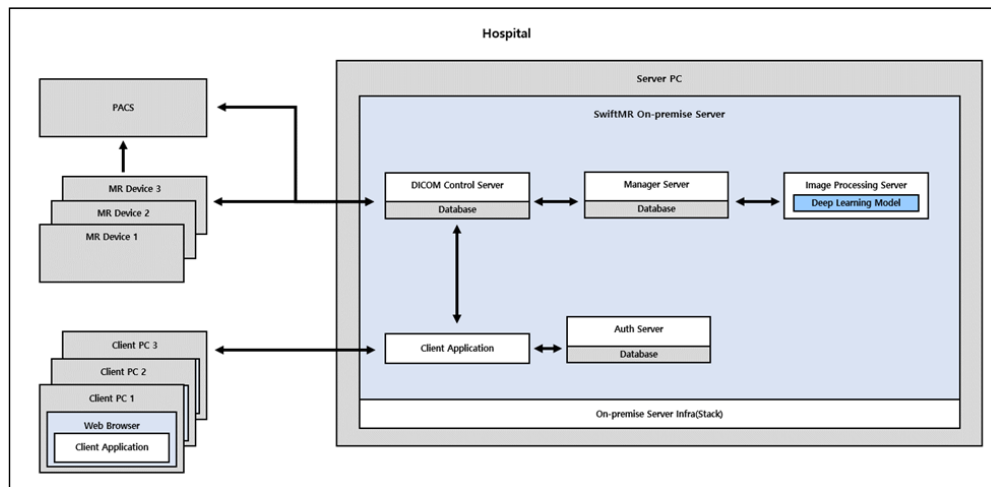 Hospital
Server PC
PACS
SwiftMR On-premise Server
MR Device 3
MR Device 2
MR Device 1
DICOM Control Server
Database
Manager Server
Database
Image Processing Server
Deep Learning Model
Client PC 3
Client PC 2
Client PC 1
Web Browser
Client Application
Client Application
Auth Server
Database
On-premise Server Infra(Stack)